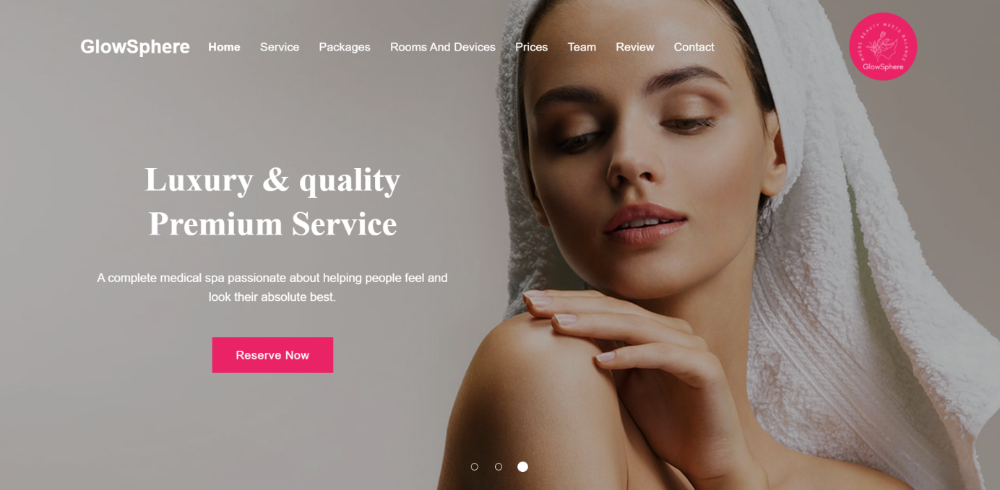 GlowSphere Home Service Packages Rooms And Devices Prices Team Review Contact
WHERE BEAUTY MEETS BALANCE
GlowSphere
Luxury & quality
Premium Service
A complete medical spa passionate about helping people feel and
look their absolute best.
Reserve Now